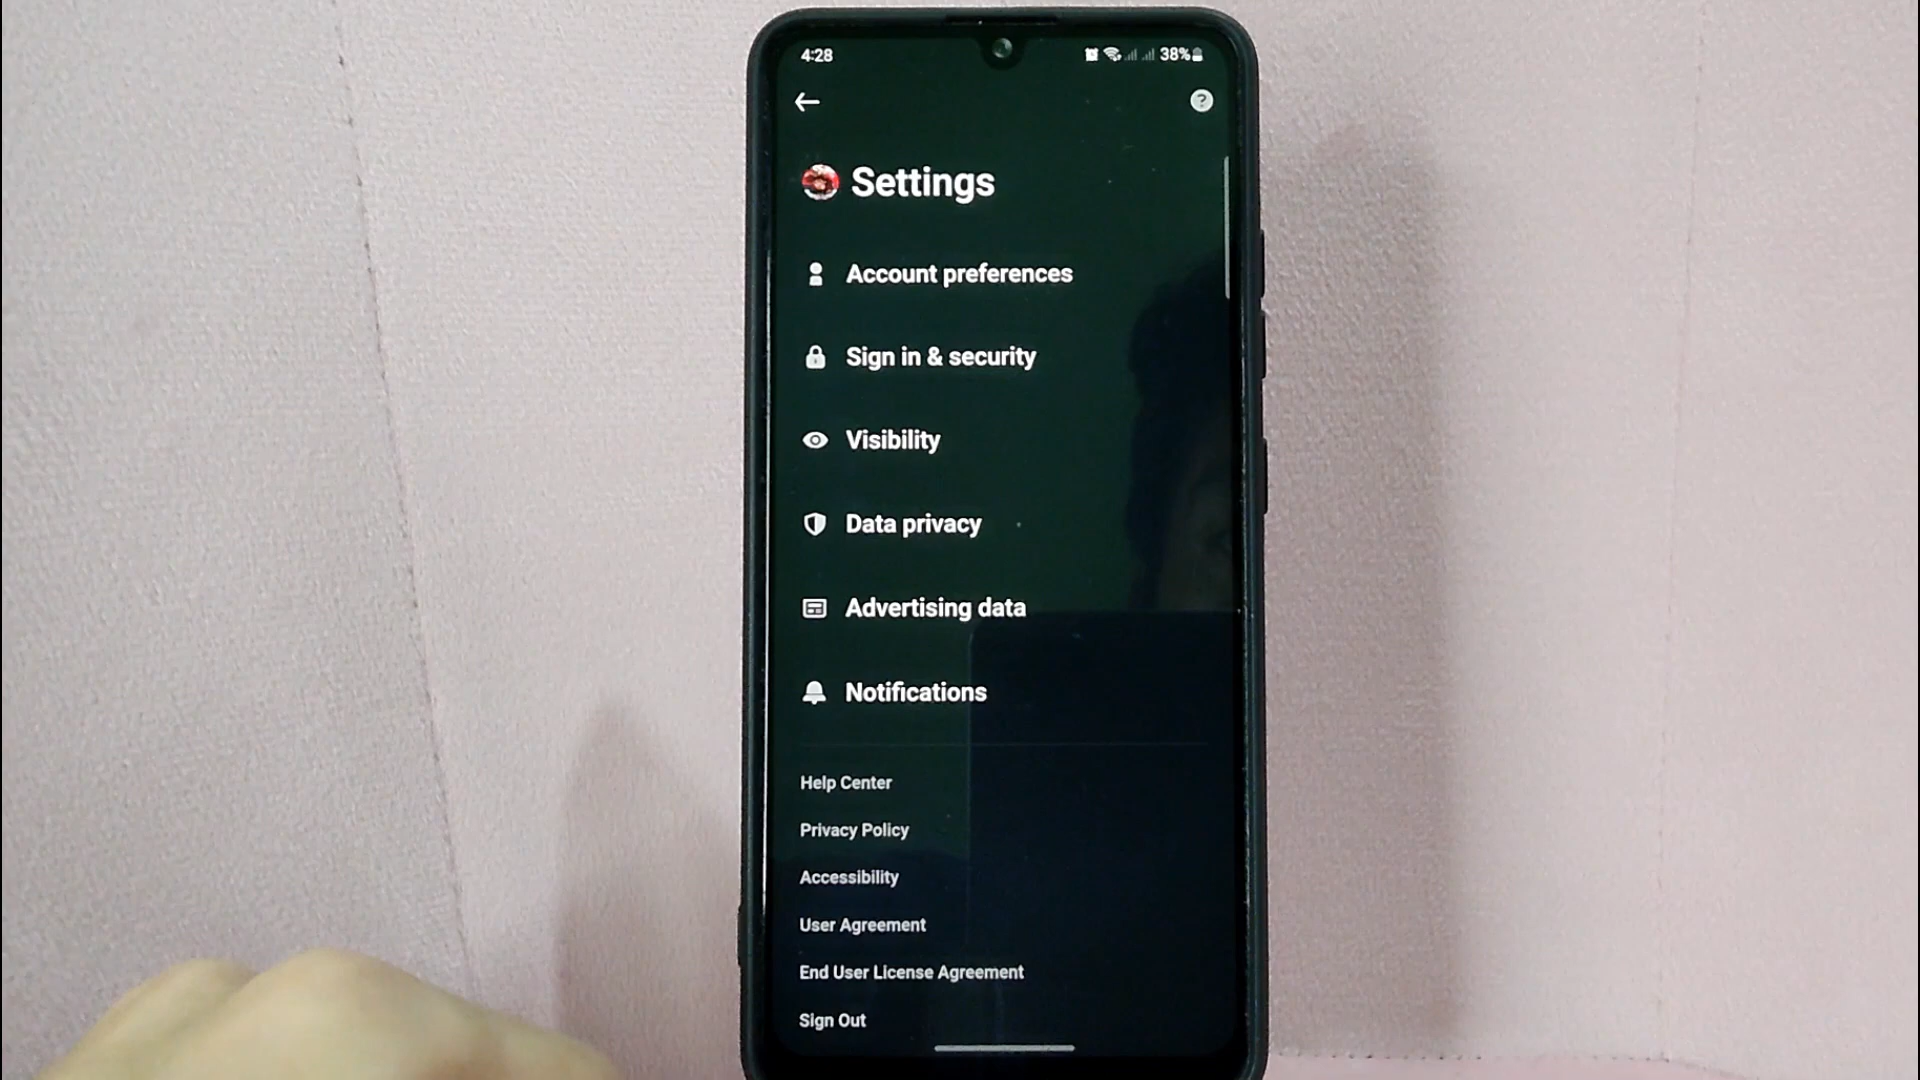 4:28
38%
?
Settings
Account preferences
Sign in & security
Visibility
Data privacy
Advertising data
Notifications
Help Center
Privacy Policy
Accessibility
User Agreement
End User License Agreement
Sign Out